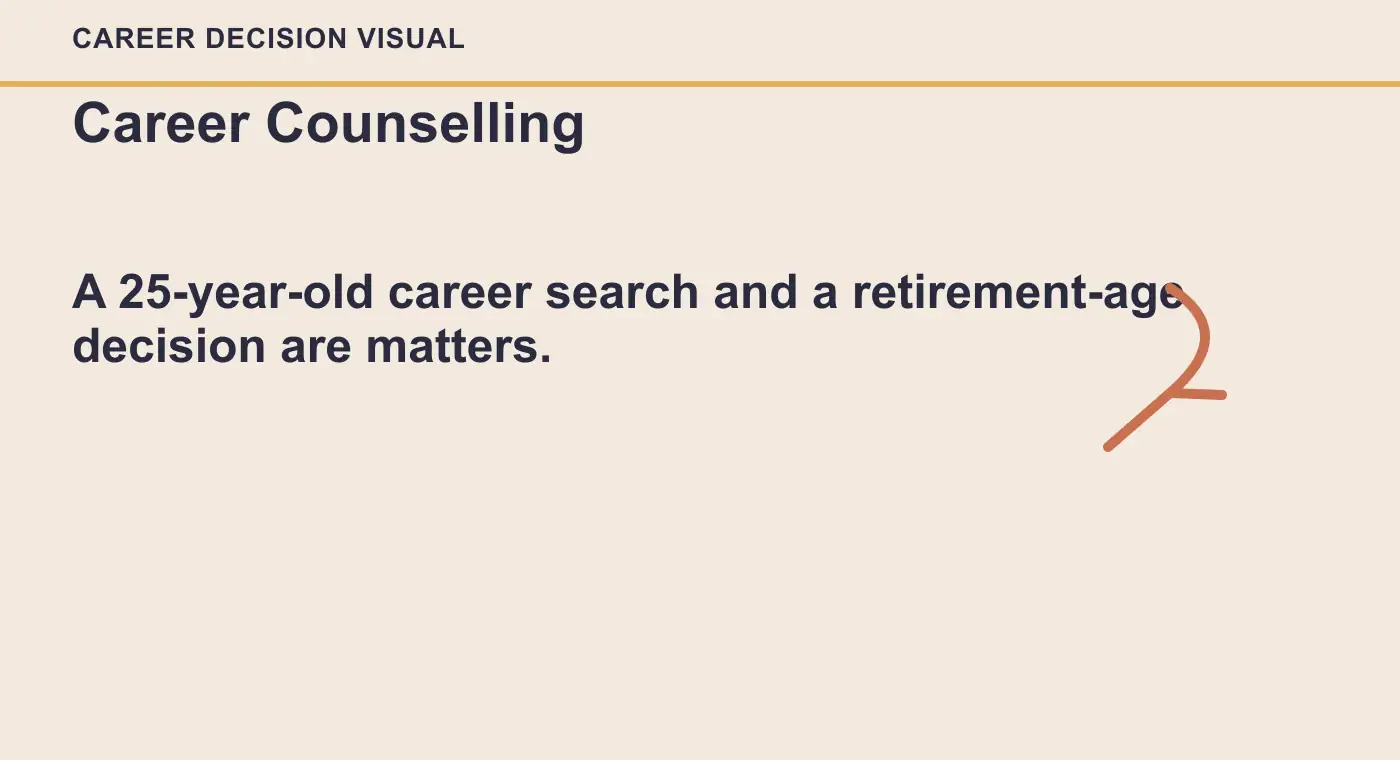 CAREER DECISION VISUAL
Career Counselling
A 25-year-old career search and a retirement-age
decision are matters.